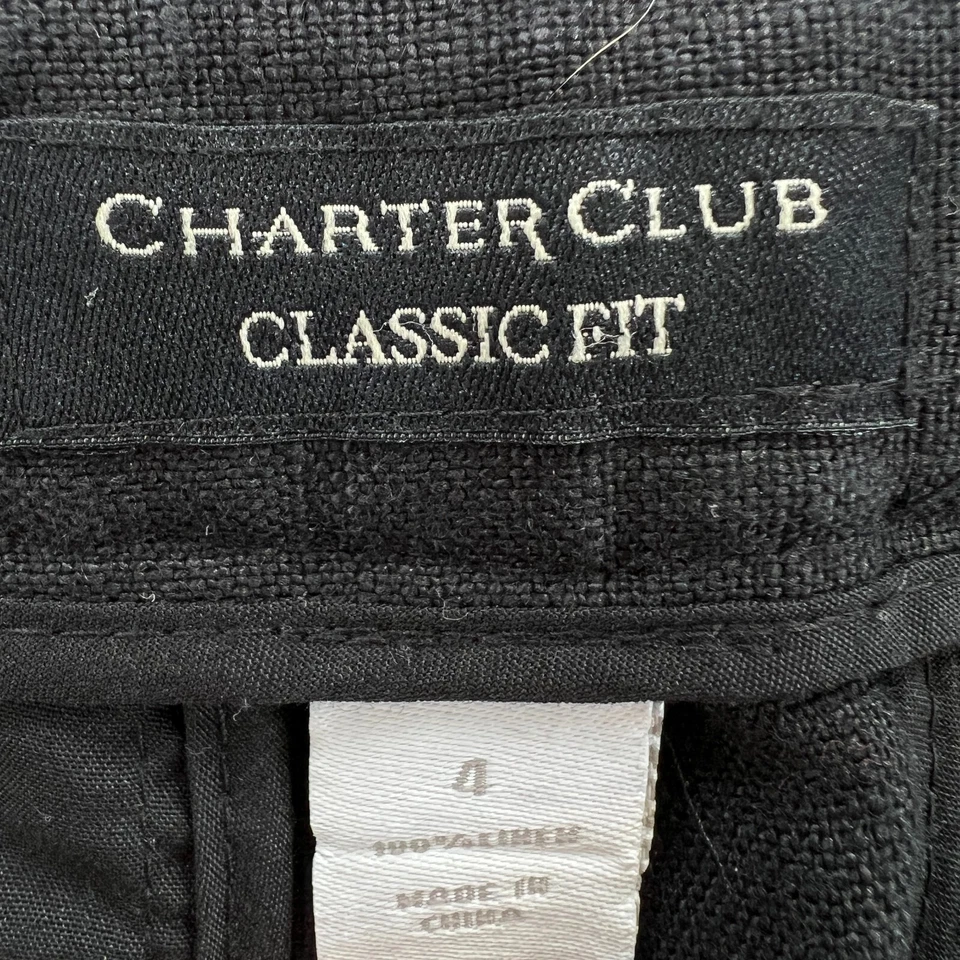 CHARTER CLUB
CLASSIC FIT
4
100% LINEN
MADE IN
CHINA